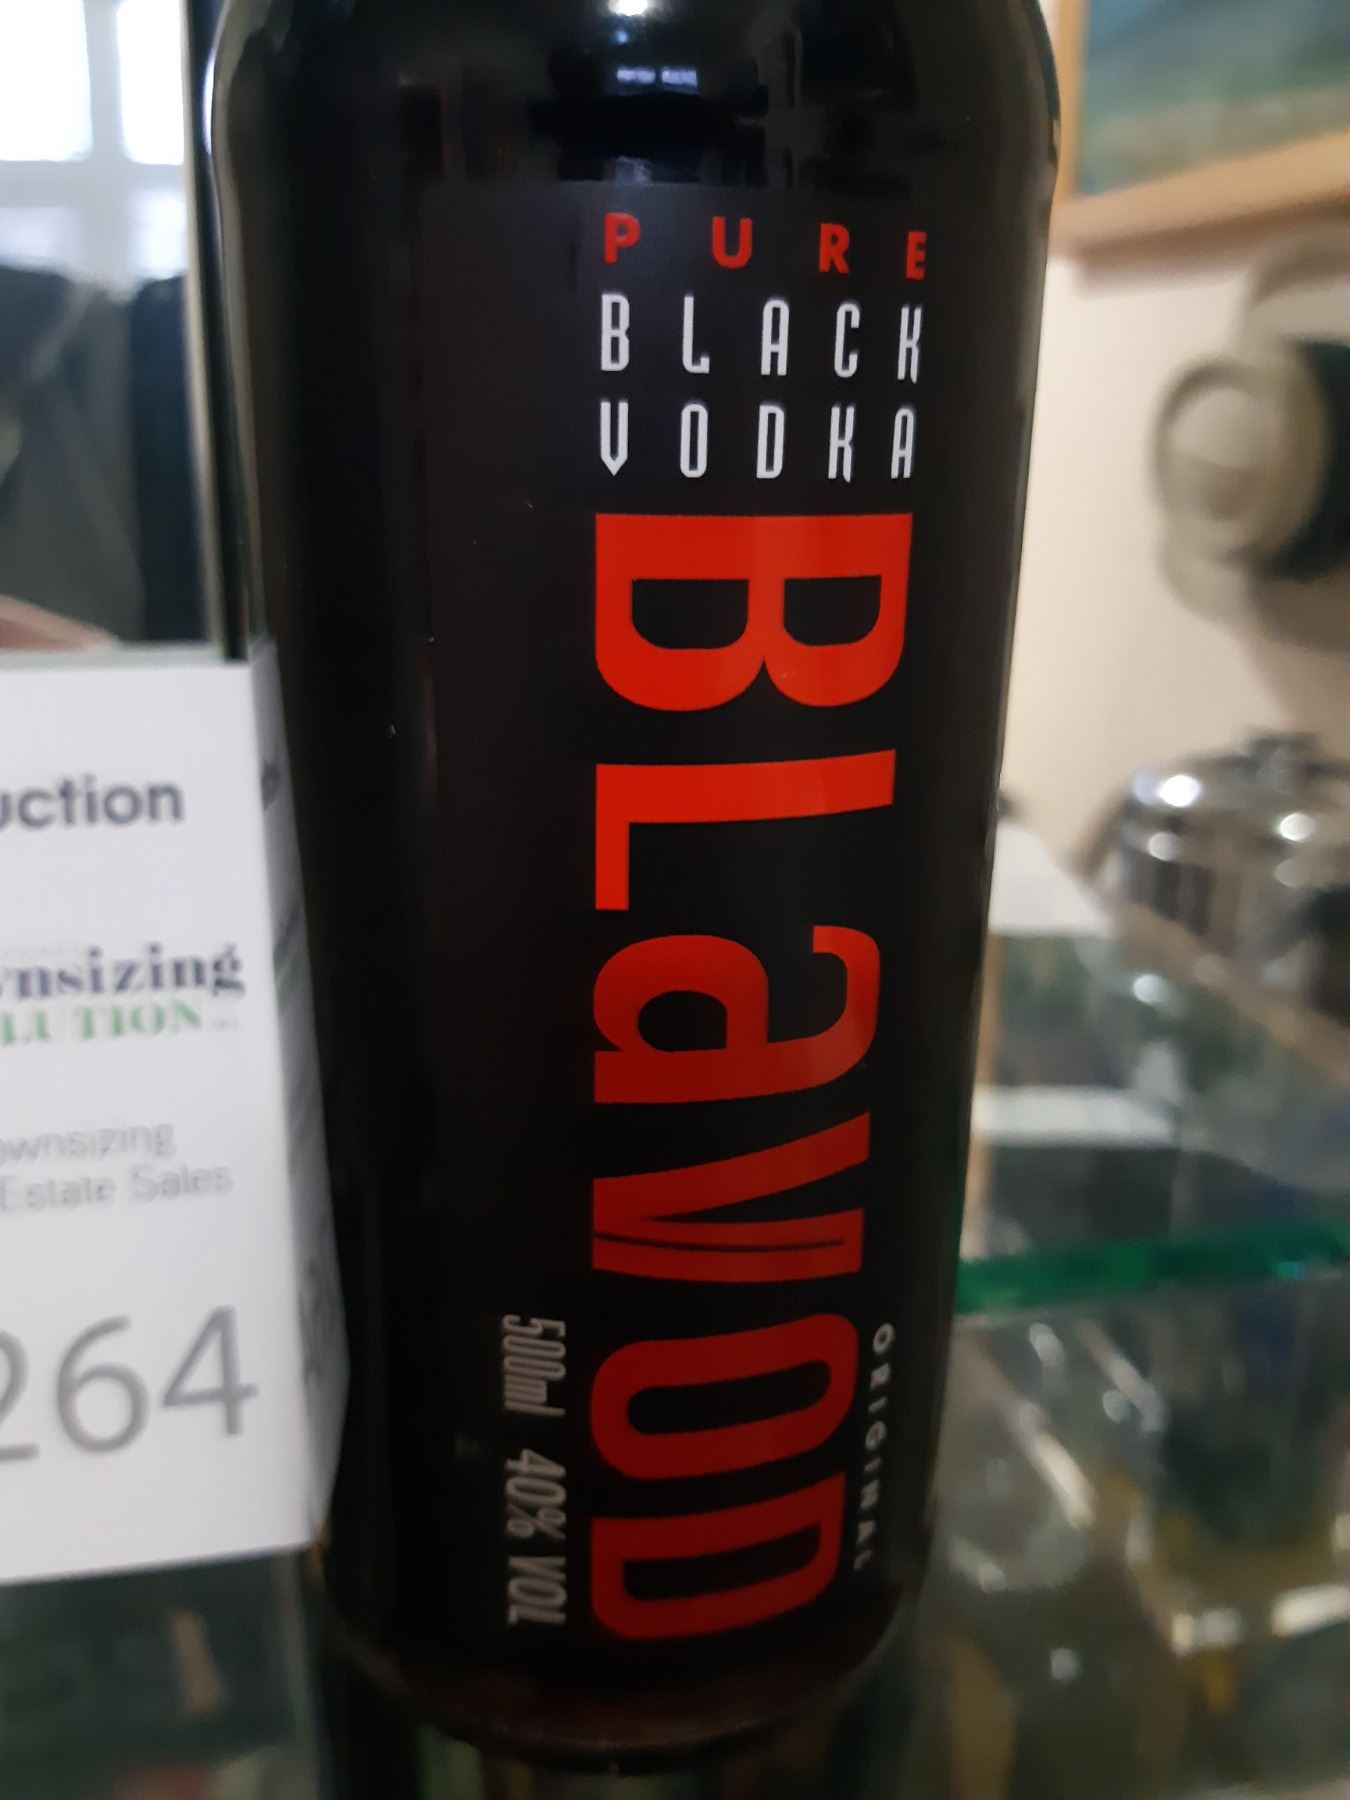 PURE
BLACK
VODKA
BLaVOD
ORIGINAL
500ml 40% VOL
uction
wnsizing
LUTION
ownsizing
Estate Sales
264